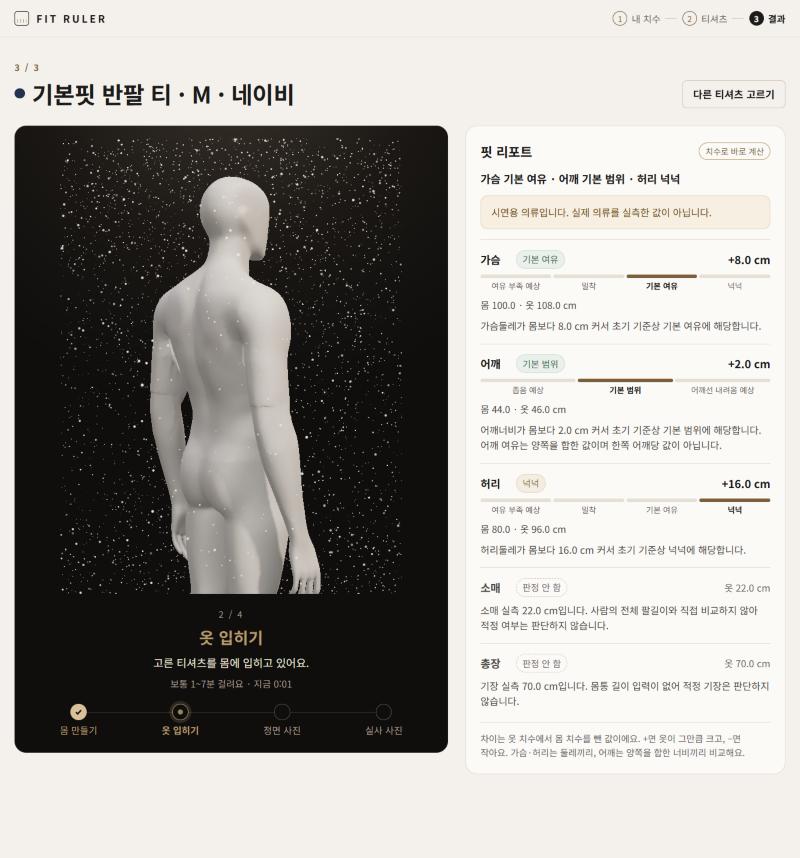 FIT RULER
1 내 치수 — 2 티셔츠 — 3 결과
3 / 3
기본핏 반팔 티 · M · 네이비
다른 티셔츠 고르기
2 / 4
옷 입히기
고른 티셔츠를 몸에 입히고 있어요.
보통 1~7분 걸려요 · 지금 0:01
몸 만들기 옷 입히기 정면 사진 실사 사진
핏 리포트 치수로 바로 계산
가슴 기본 여유 · 어깨 기본 범위 · 허리 넉넉
시연용 의류입니다. 실제 의류를 실측한 값이 아닙니다.
가슴 기본 여유 +8.0 cm
여유 부족 예상 밀착 기본 여유 넉넉
몸 100.0 · 옷 108.0 cm
가슴둘레가 몸보다 8.0 cm 커서 초기 기준상 기본 여유에 해당합니다.
어깨 기본 범위 +2.0 cm
좁음 예상 기본 범위 어깨선 내려옴 예상
몸 44.0 · 옷 46.0 cm
어깨너비가 몸보다 2.0 cm 커서 초기 기준상 기본 범위에 해당합니다.
어깨 여유는 양쪽을 합한 값이며 한쪽 어깨당 값이 아닙니다.
허리 넉넉 +16.0 cm
여유 부족 예상 밀착 기본 여유 넉넉
몸 80.0 · 옷 96.0 cm
허리둘레가 몸보다 16.0 cm 커서 초기 기준상 넉넉에 해당합니다.
소매 판정 안 함 옷 22.0 cm
소매 실측 22.0 cm입니다. 사람의 전체 팔길이와 직접 비교하지 않아
적정 여부는 판단하지 않습니다.
총장 판정 안 함 옷 70.0 cm
기장 실측 70.0 cm입니다. 몸통 길이 입력이 없어 적정 기장은 판단하지
않습니다.
차이는 옷 치수에서 몸 치수를 뺀 값이에요. +면 옷이 그만큼 크고, −면
작아요. 가슴·허리는 둘레끼리, 어깨는 양쪽을 합한 너비끼리 비교해요.